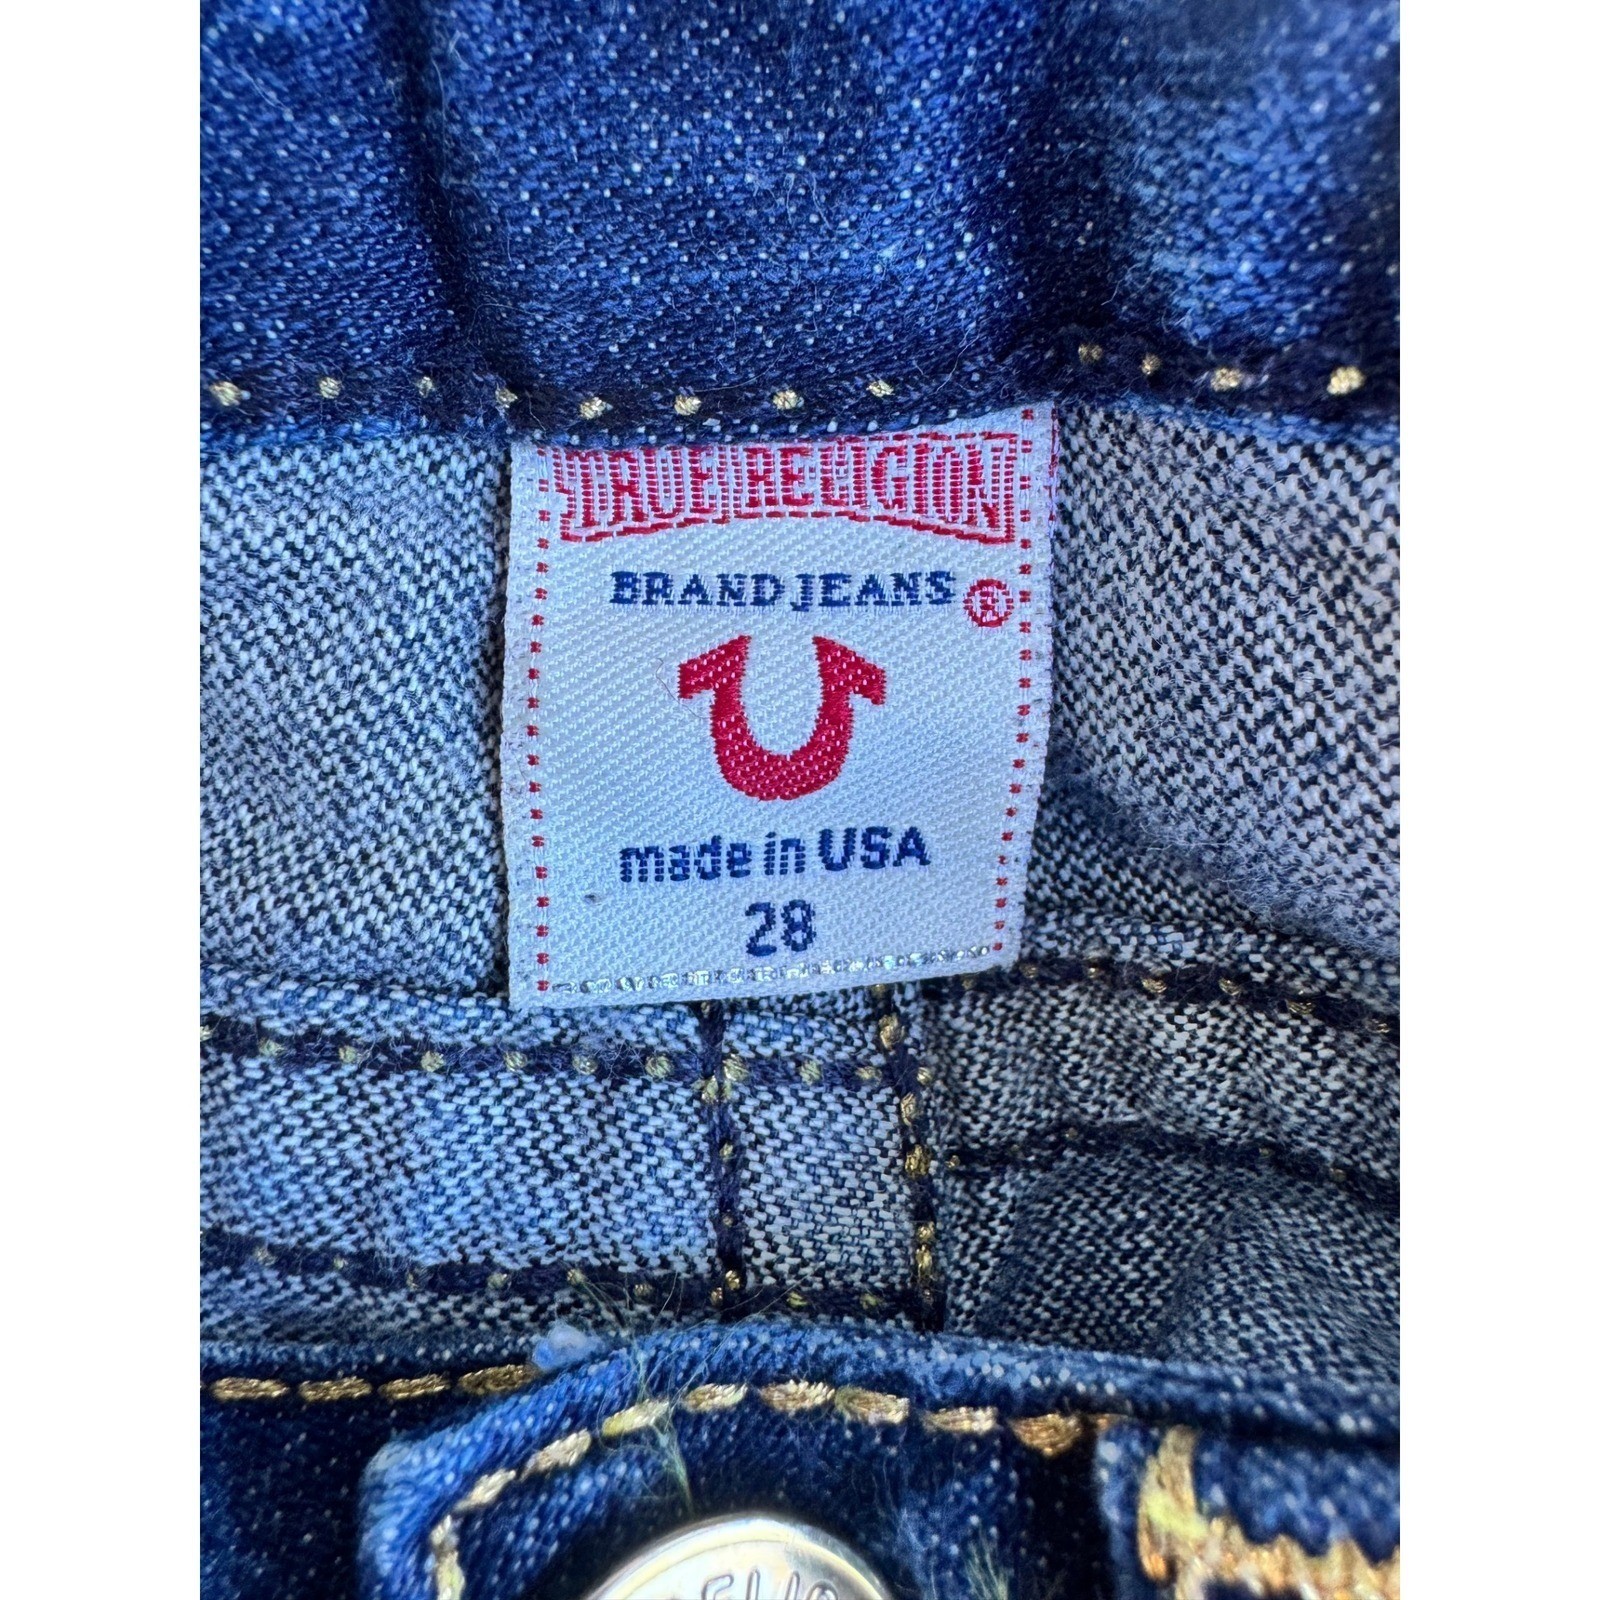 TRUE RELIGION
BRAND JEANS ®
made in USA
28